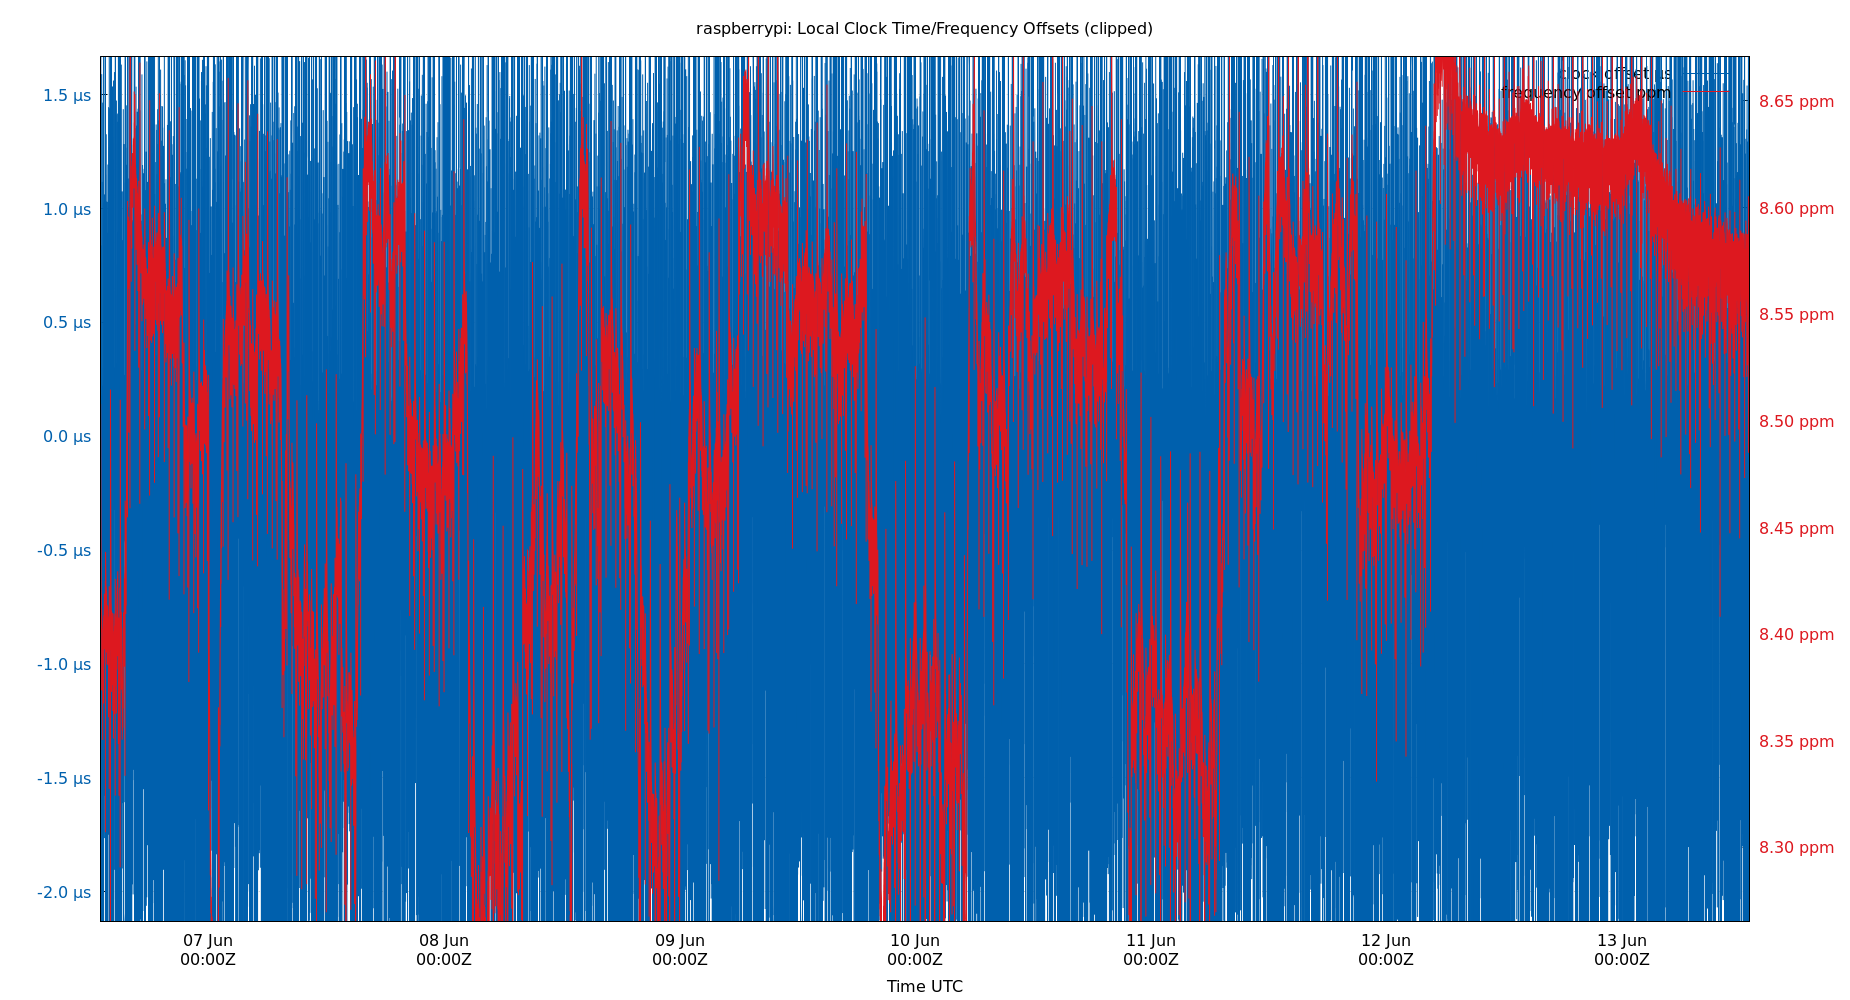 raspberrypi: Local Clock Time/Frequency Offsets (clipped)
clock offset µs
frequency offset ppm
1.5 µs
1.0 µs
0.5 µs
0.0 µs
-0.5 µs
-1.0 µs
-1.5 µs
-2.0 µs
8.65 ppm
8.60 ppm
8.55 ppm
8.50 ppm
8.45 ppm
8.40 ppm
8.35 ppm
8.30 ppm
07 Jun 08 Jun 09 Jun 10 Jun 11 Jun 12 Jun 13 Jun
00:00Z 00:00Z 00:00Z 00:00Z 00:00Z 00:00Z 00:00Z
Time UTC